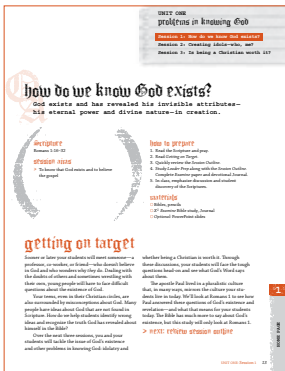 UNIT ONE
problems in knowing God
Session 1: How do we know God exists?
Session 2: Creating idols—who, me?
Session 3: Is being a Christian worth it?
how do we know God exists?
God exists and has revealed his invisible attributes—
his eternal power and divine nature—in creation.
Scripture
Romans 1:18–32
session aims
To know that God exists and to believe
the gospel.
how to prepare
1. Read the Scripture and pray.
2. Read Getting on Target.
3. Quickly review the Session Outline.
4. Study Leader Prep along with the Session Outline.
Complete Exercise paper and devotional Journal.
5. In class, emphasize discussion and student
discovery of the Scriptures.
materials
Bibles, pencils
Bible study, Journal
Optional: PowerPoint slides
getting on target
Sooner or later your students will meet someone—a
professor, co-worker, or friend—who doesn't believe
in God and who wonders why they do. Dealing with
the doubts of others and sometimes wrestling with
their own, young people will have to face difficult
questions about the existence of God.
Your teens, even in their Christian circles, are
also surrounded by misconceptions about God. Many
people have ideas about God that are not found in
Scripture. How do we help students identify wrong
ideas and recognize the truth God has revealed about
himself in the Bible?
Over the next three sessions, you and your
students will tackle the issue of God's existence
and other problems in knowing God: idolatry and
whether being a Christian is worth it. Through
these discussions, your students will face the tough
questions head-on and see what God's Word says
about them.
The apostle Paul lived in a pluralistic culture
that, in many ways, mirrors the culture your stu-
dents live in today. We'll look at Romans 1 to see how
Paul answered these questions of God's existence and
revelation—and what that means for your students
today. The Bible has much more to say about God's
existence, but this study will only look at Romans 1.
> next: review session outline
1
UNIT ONE Session 1 23